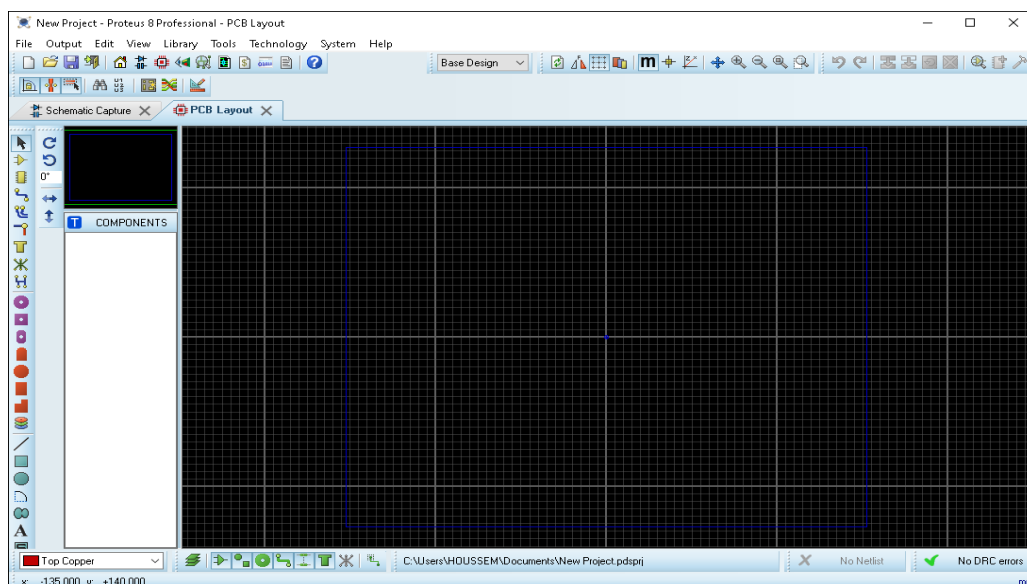 New Project - Proteus 8 Professional - PCB Layout
File Output Edit View Library Tools Technology System Help
Base Design
m
Schematic Capture PCB Layout
0°
T COMPONENTS
A
Top Copper
C:\Users\HOUSSEM\Documents\New Project.pdsprj
No Netlist
No DRC errors
x: -135.000 y: +140.000